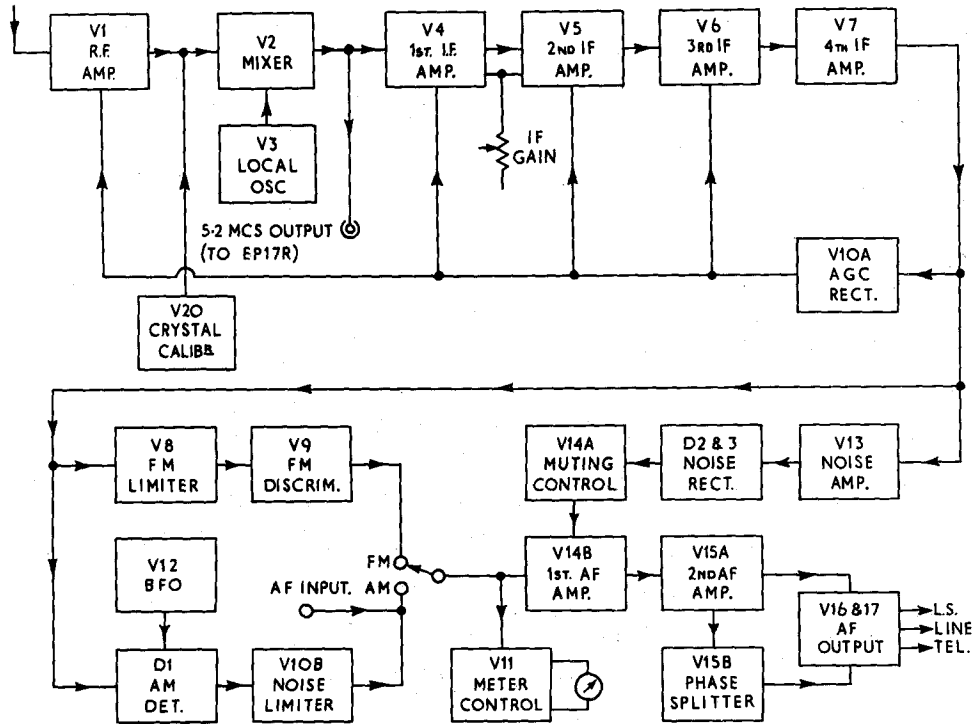 V1
R.F.
AMP.
V2
MIXER
V3
LOCAL
OSC
V4
1ST. I.F.
AMP.
V5
2ND IF
AMP.
V6
3RD IF
AMP.
V7
4TH IF
AMP.
IF
GAIN
5·2 MCS OUTPUT
(TO EP17R)
V10A
AGC
RECT.
V20
CRYSTAL
CALIBR.
V8
FM
LIMITER
V9
FM
DISCRIM.
V14A
MUTING
CONTROL
D2 & 3
NOISE
RECT.
V13
NOISE
AMP.
V12
BFO
FM
AF INPUT. AM
V14B
1ST. AF
AMP.
V15A
2ND AF
AMP.
V16 &17
AF
OUTPUT
L.S.
LINE
TEL.
D1
AM
DET.
V10B
NOISE
LIMITER
V11
METER
CONTROL
V15B
PHASE
SPLITTER